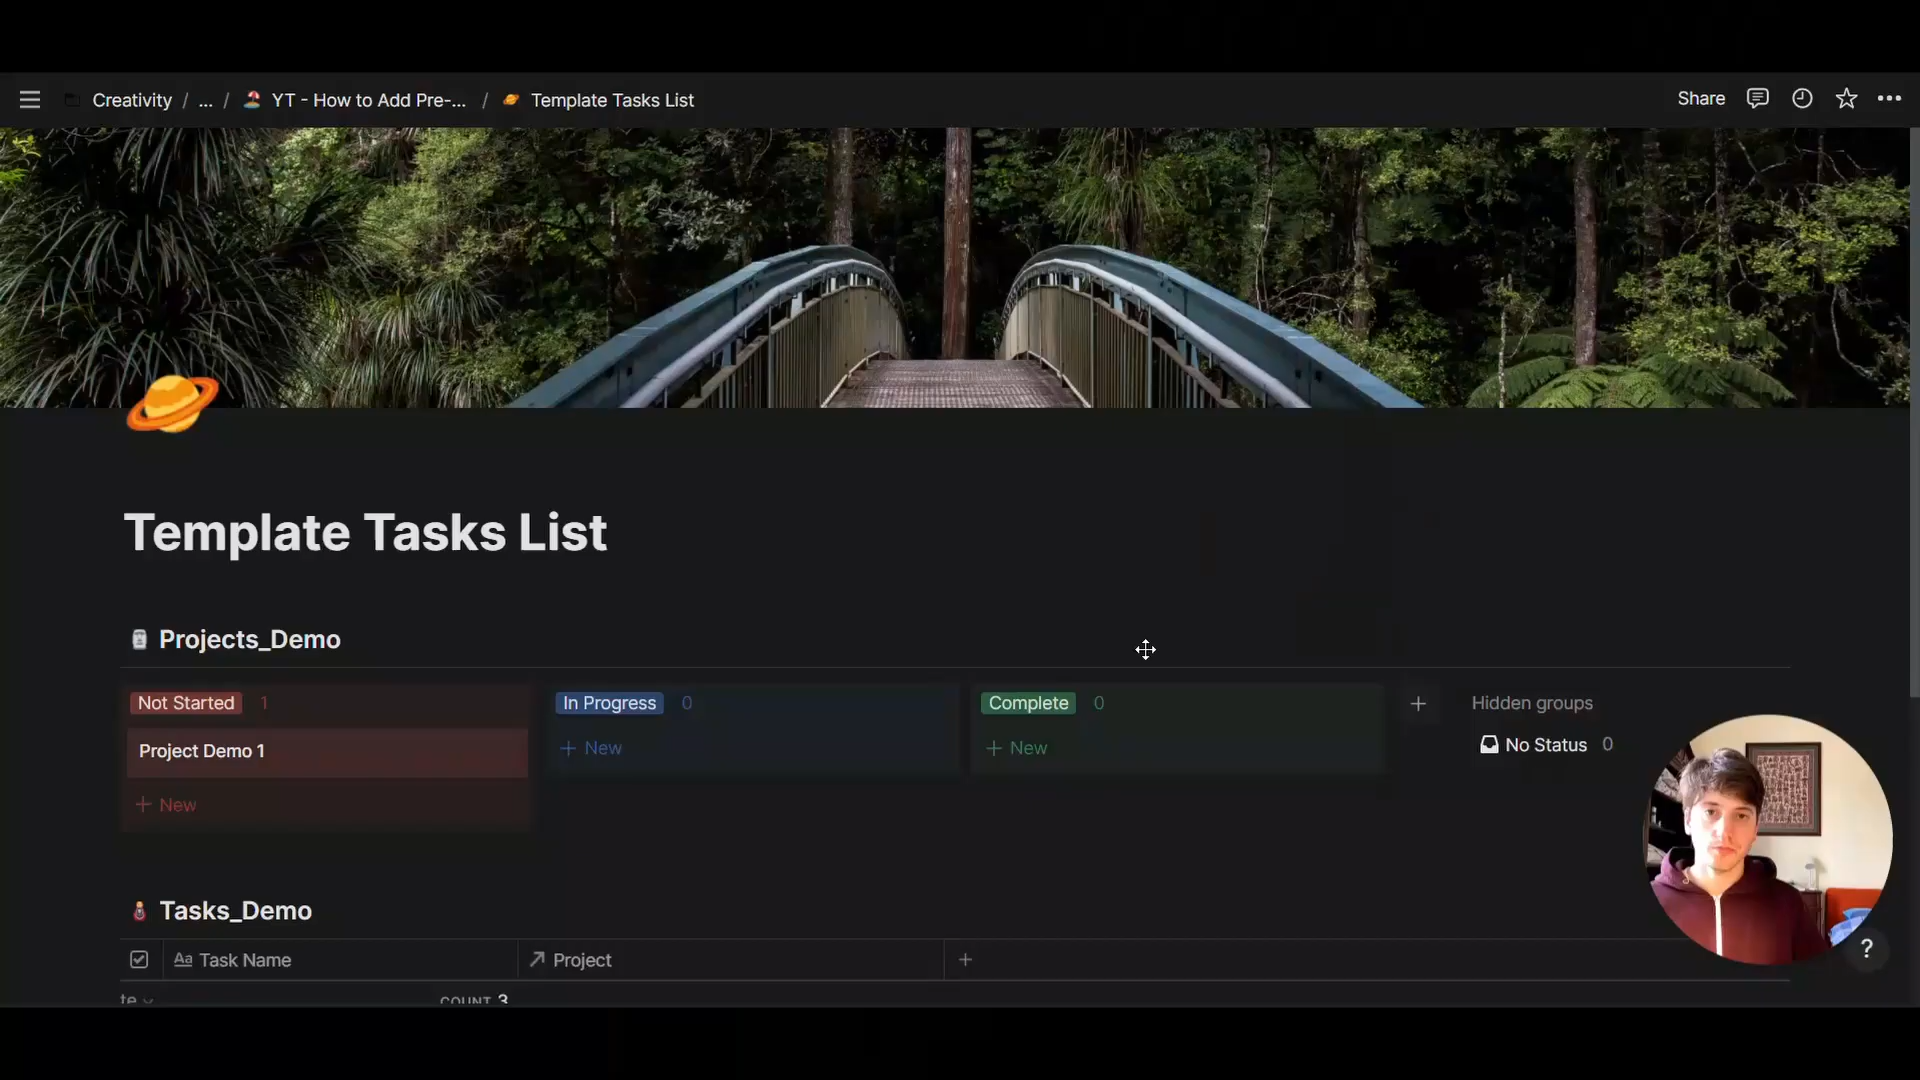 Creativity / ... / YT - How to Add Pre-... / Template Tasks List
Share
Template Tasks List
Projects_Demo
Not Started 1
In Progress 0
Complete 0
Hidden groups
Project Demo 1
+ New
+ New
No Status 0
+ New
Tasks_Demo
Aa Task Name
Project
?
COUNT 3